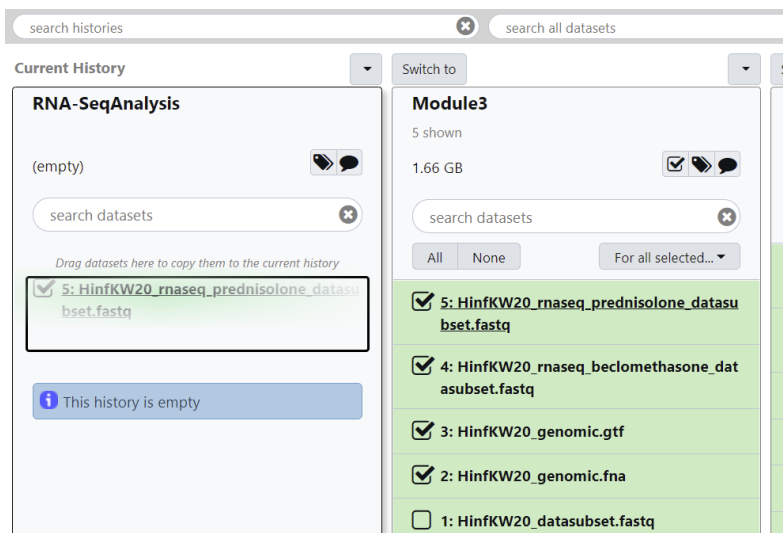 search histories
search all datasets
Current History
Switch to
RNA-SeqAnalysis
(empty)
search datasets
Drag datasets here to copy them to the current history
5: HinfKW20_rnaseq_prednisolone_datasu
bset.fastq
This history is empty
Module3
5 shown
1.66 GB
search datasets
All
None
For all selected...
5: HinfKW20_rnaseq_prednisolone_datasu
bset.fastq
4: HinfKW20_rnaseq_beclomethasone_dat
asubset.fastq
3: HinfKW20_genomic.gtf
2: HinfKW20_genomic.fna
1: HinfKW20_datasubset.fastq